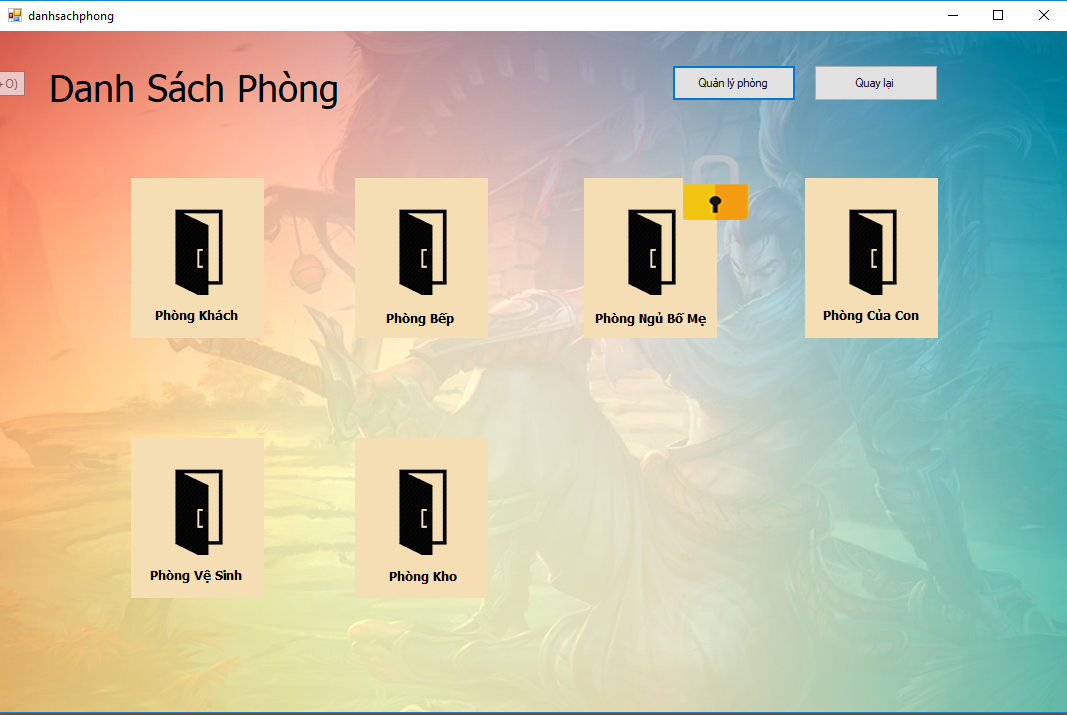 danhsachphong
+O)
Danh Sách Phòng
Quản lý phòng
Quay lại
Phòng Khách
Phòng Bếp
Phòng Ngủ Bố Mẹ
Phòng Của Con
Phòng Vệ Sinh
Phòng Kho